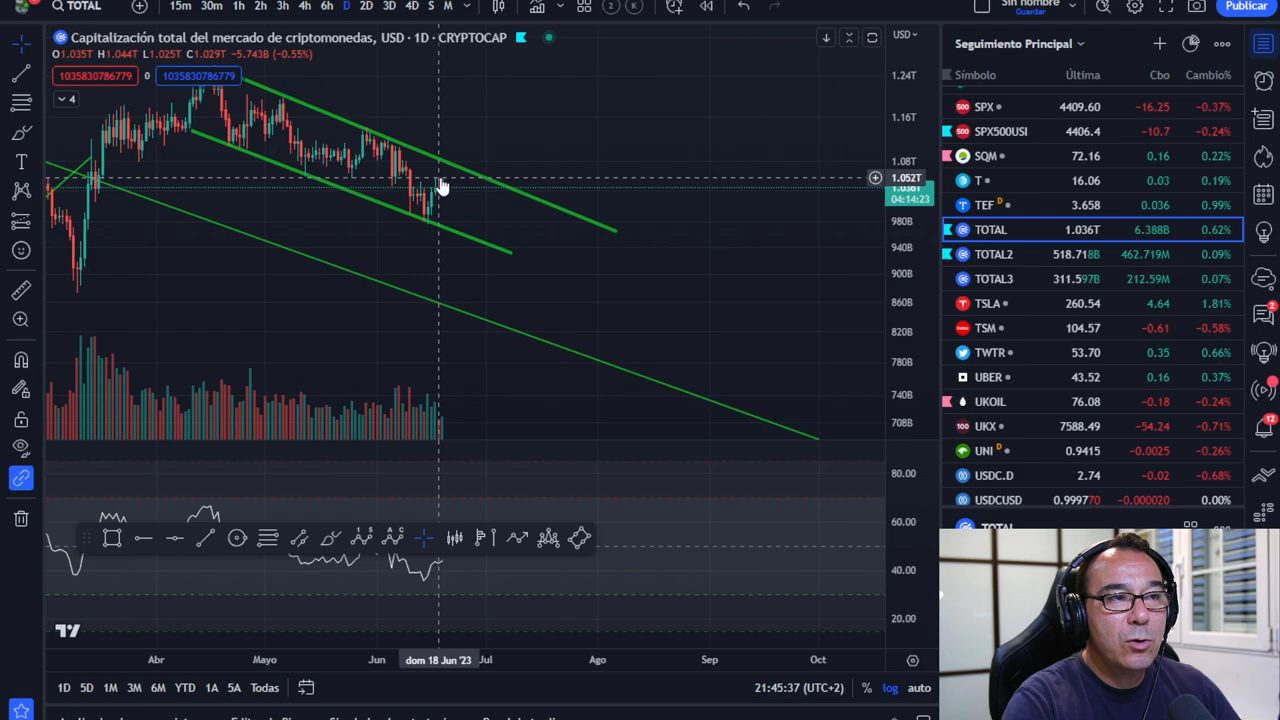 TOTAL 15m 30m 1h 2h 3h 4h 6h D 2D 3D 4D S M 2 1 Sin nombre Guardar Publicar
Capitalización total del mercado de criptomonedas, USD · 1D · CRYPTOCAP
O1.035T H1.044T L1.025T C1.029T −5.743B (−0.55%)
1035830786779 0 1035830786779
4
USD
1.24T
1.16T
1.08T
1.052T
1.036T
04:14:23
980B
940B
900B
860B
820B
780B
740B
708B
80.00
60.00
40.00
20.00
Abr Mayo Jun dom 18 Jun '23 Jul Ago Sep Oct
1D 5D 1M 3M 6M YTD 1A 5A Todas 21:45:37 (UTC+2) % log auto
Seguimiento Principal
Símbolo Última Cbo Cambio%
SPX 4409.60 −16.25 −0.37%
SPX500USI 4406.4 −10.7 −0.24%
SQM 72.16 0.16 0.22%
T 16.06 0.03 0.19%
TEF D 3.658 0.036 0.99%
TOTAL 1.036T 6.388B 0.62%
TOTAL2 518.718B 462.719M 0.09%
TOTAL3 311.597B 212.59M 0.07%
TSLA 260.54 4.64 1.81%
TSM 104.57 −0.61 −0.58%
TWTR 53.70 0.35 0.66%
UBER 43.52 0.16 0.37%
UKOIL 76.08 −0.18 −0.24%
UKX 7588.49 −54.24 −0.71%
UNI D 0.9415 −0.0025 −0.26%
USDC.D 2.74 −0.02 −0.68%
USDCUSD 0.999770 −0.000020 0.00%
TOTAL
2
12